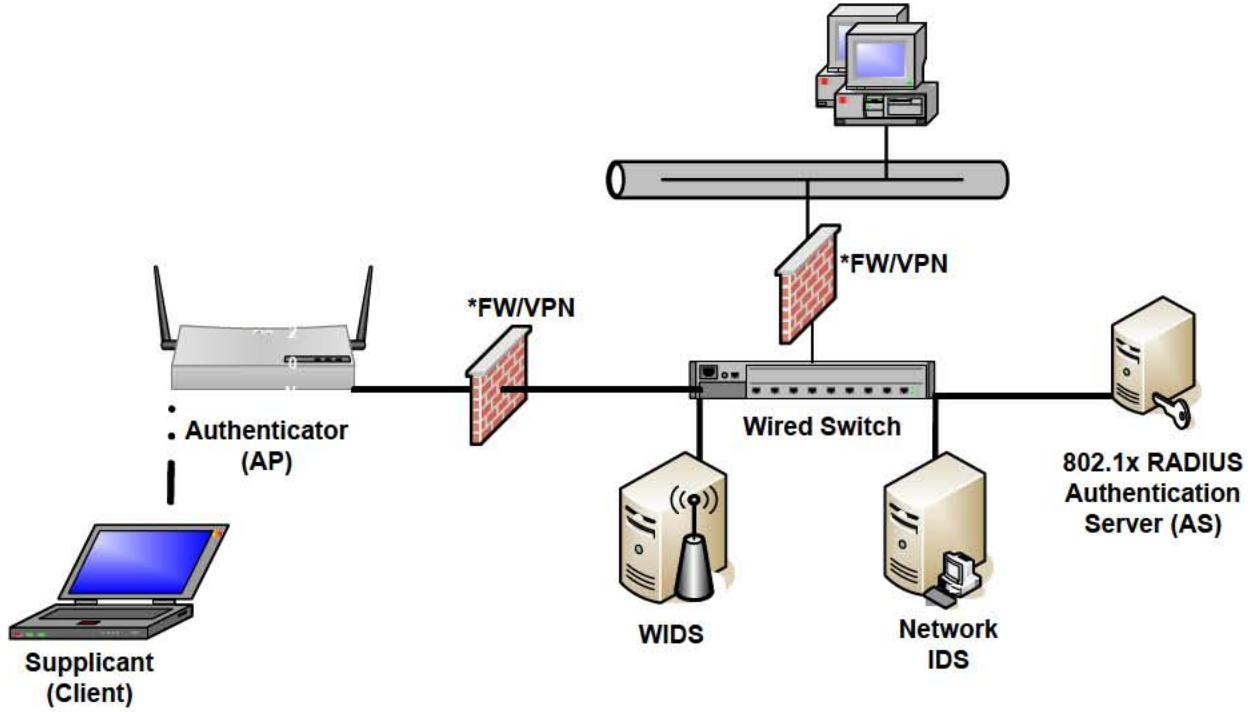 *FW/VPN
*FW/VPN
Authenticator
(AP)
Wired Switch
802.1x RADIUS
Authentication
Server (AS)
WIDS
Network
IDS
Supplicant
(Client)